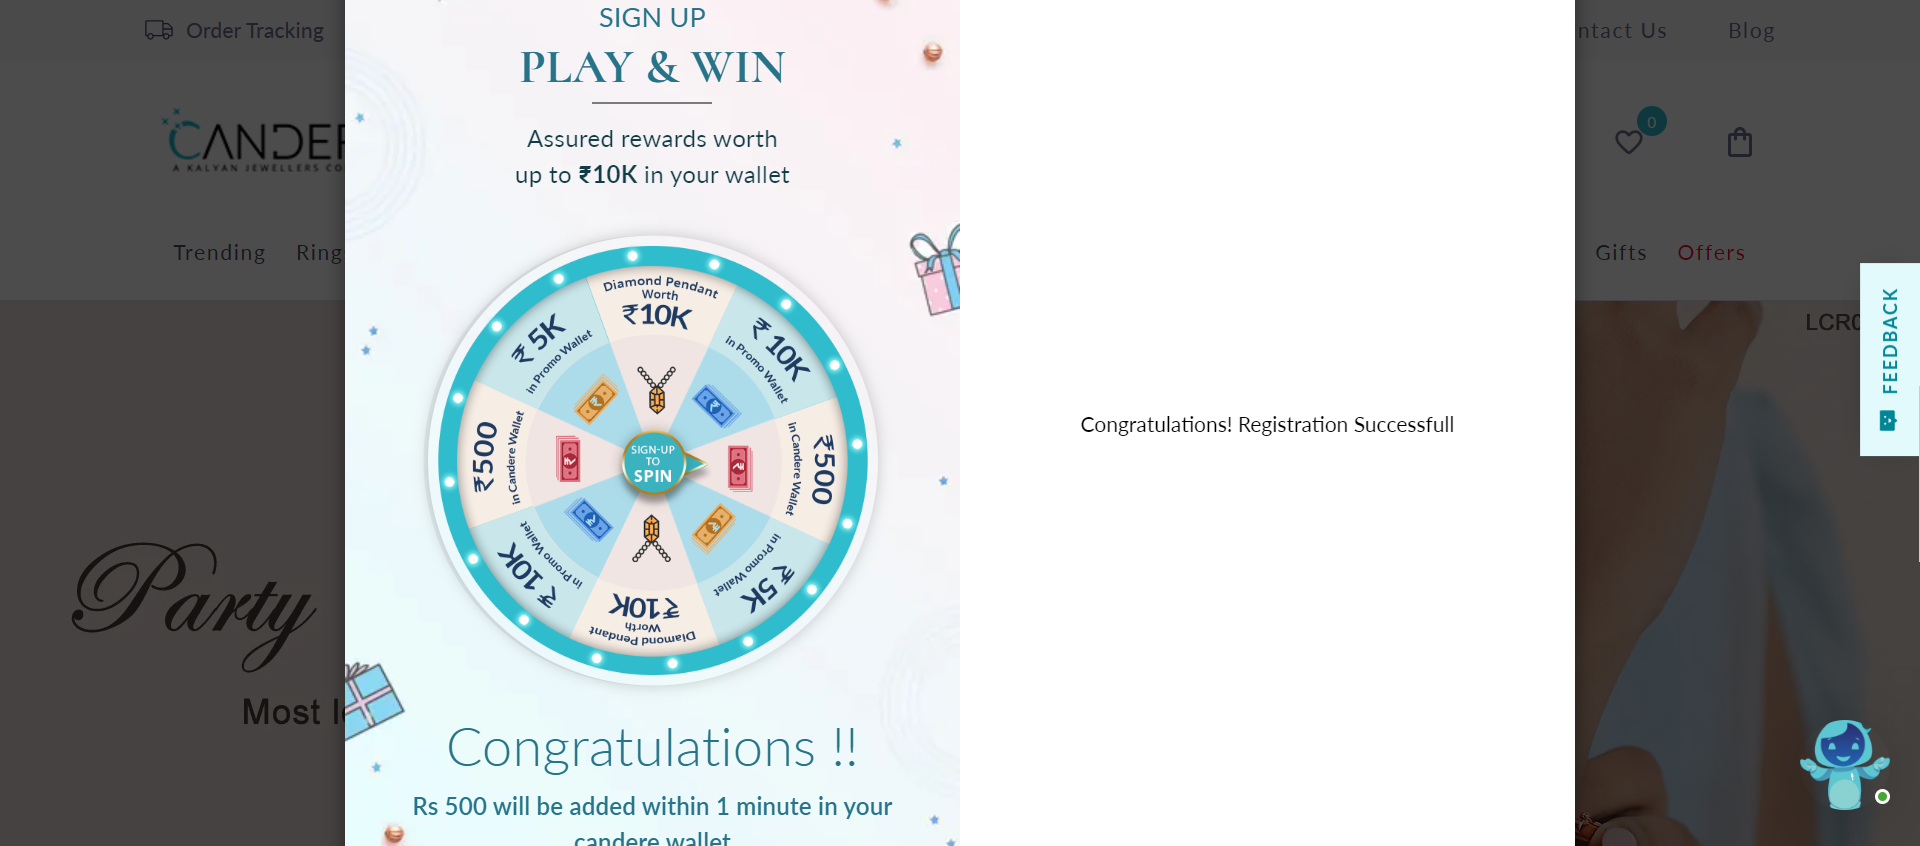 Order Tracking
ntact Us
Blog
CANDER
A KALYAN JEWELLERS CO
0
Trending
Ring
Gifts
Offers
SIGN UP
PLAY & WIN
Assured rewards worth
up to ₹10K in your wallet
Diamond Pendant
Worth
₹10K
₹ 10K
in Promo Wallet
₹500
in Candere Wallet
₹ 5K
in Promo Wallet
Diamond Pendant
Worth
₹10K
₹ 10K
in Promo Wallet
₹500
in Candere Wallet
₹ 5K
in Promo Wallet
SIGN-UP
TO
SPIN
Congratulations !!
Rs 500 will be added within 1 minute in your
candere wallet
Congratulations! Registration Successfull
FEEDBACK
LCR0
Party
Most l